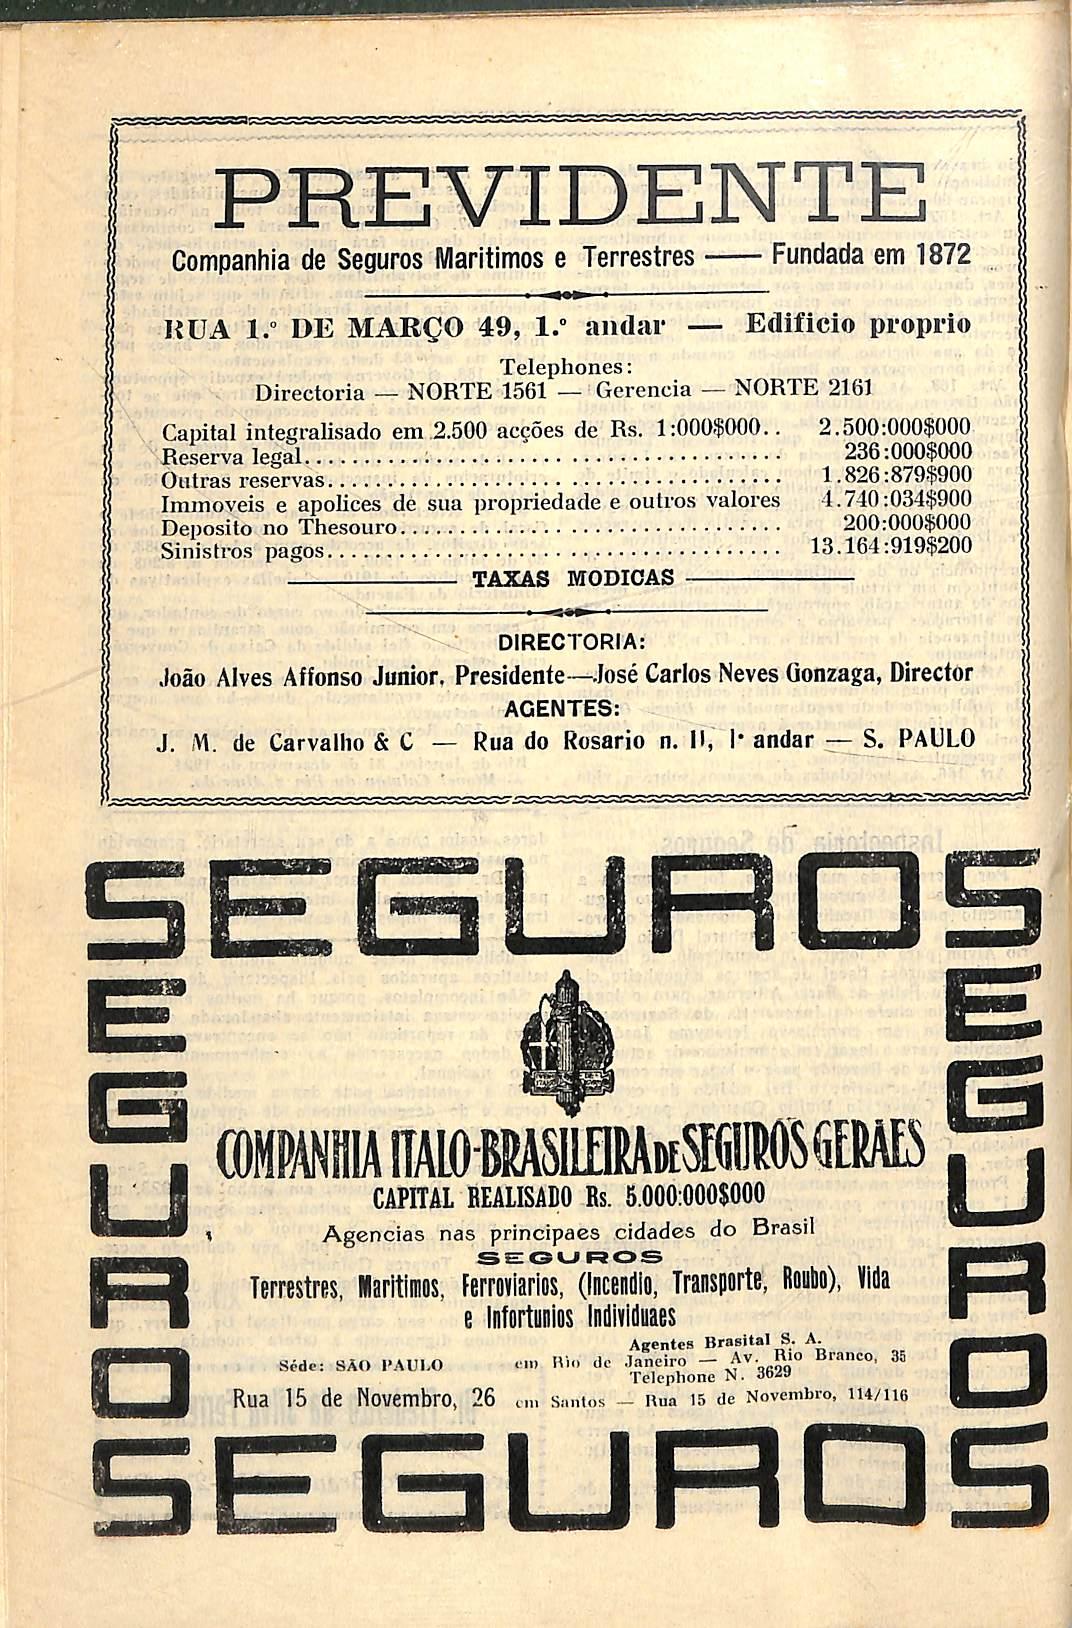 PREVIDENTE
Companhia de Seguros Maritimos e Terrestres — Fundada em 1872
RUA 1.º DE MARÇO 49, 1.º andar — Edificio proprio
Telephones:
Directoria — NORTE 1561 — Gerencia — NORTE 2161
Capital integralisado em 2.500 acções de Rs. 1:000$000.. 2.500:000$000
Reserva legal........ 236:000$000
Outras reservas........ 1.826:879$900
Immoveis e apolices de sua propriedade e outros valores 4.740:034$900
Deposito no Thesouro........ 200:000$000
Sinistros pagos........ 13.164:919$200
TAXAS MODICAS
DIRECTORIA:
João Alves Affonso Junior, Presidente—José Carlos Neves Gonzaga, Director
AGENTES:
J. M. de Carvalho & C — Rua do Rosario n. 11, 1º andar — S. PAULO
SEGUROS
SEGUROS
SEGUROS
COMPANHIA ITALO-BRASILEIRA DE SEGUROS GERAES
CAPITAL REALISADO Rs. 5.000:000$000
Agencias nas principaes cidades do Brasil
SEGUROS
Terrestres, Maritimos, Ferroviarios, (Incendio, Transporte, Roubo), Vida
e Infortunios Individuaes
Séde: SÃO PAULO
Rua 15 de Novembro, 26
Agentes Brasital S. A.
em Rio de Janeiro — Av. Rio Branco, 35
Telephone N. 3629
em Santos — Rua 15 de Novembro, 114/116
SEGUROS